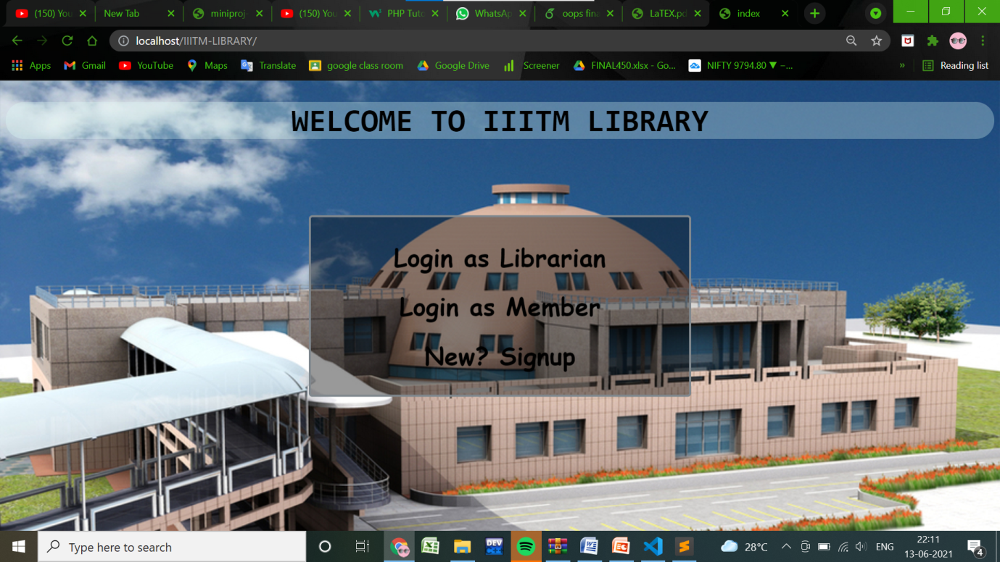 (150) You
New Tab
miniproj
(150) You
PHP Tuto
WhatsAp
oops fina
LaTEX.pd
index
localhost/IIITM-LIBRARY/
Apps
Gmail
YouTube
Maps
Translate
google class room
Google Drive
Screener
FINAL450.xlsx - Go...
NIFTY 9794.80 ▼ –...
»
Reading list
WELCOME TO IIITM LIBRARY
Login as Librarian
Login as Member
New? Signup
Type here to search
DEV
28°C
ENG
22:11
13-06-2021
4